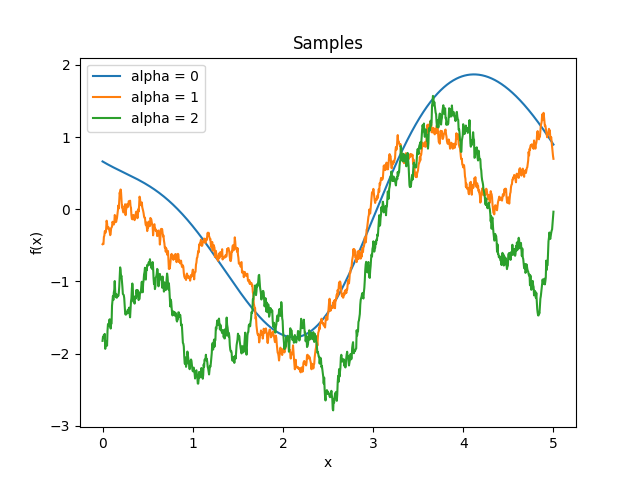 Samples
alpha = 0
alpha = 1
alpha = 2
f(x)
2
1
0
−1
−2
−3
0 1 2 3 4 5
x